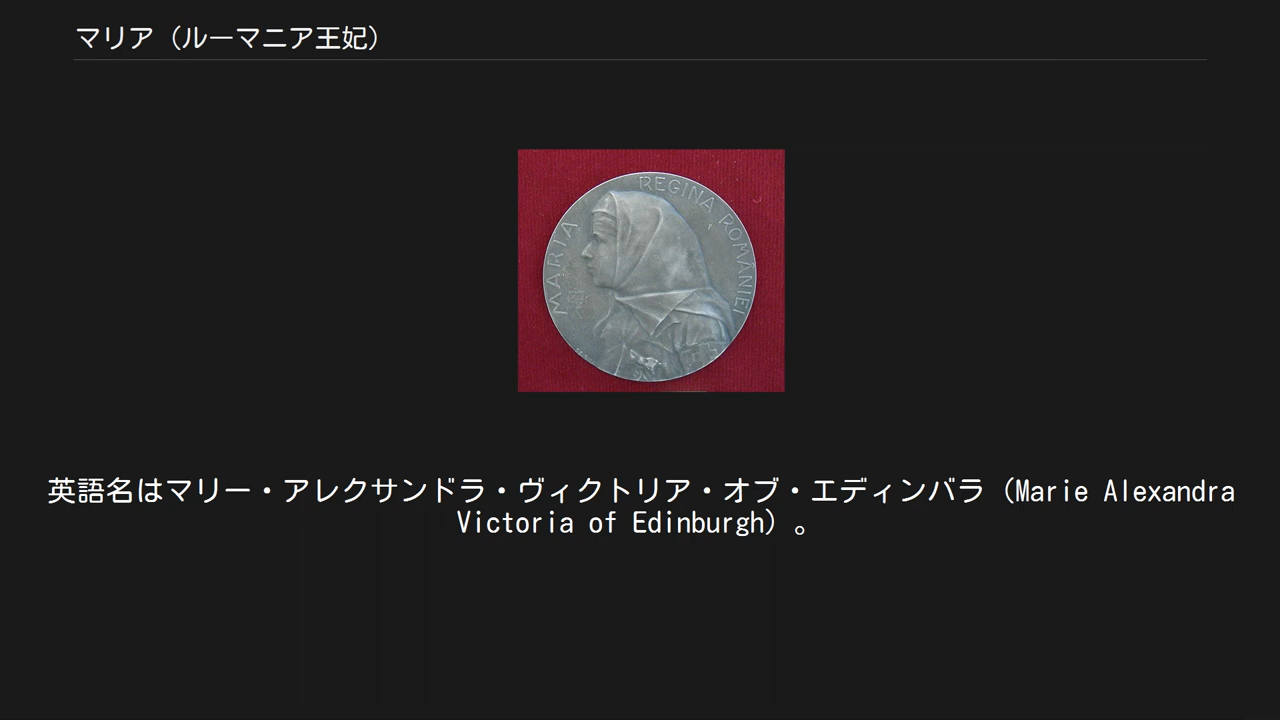 マリア（ルーマニア王妃）
MARIA REGINA ROMÂNIEI
英語名はマリー・アレクサンドラ・ヴィクトリア・オブ・エディンバラ（Marie Alexandra
Victoria of Edinburgh）。